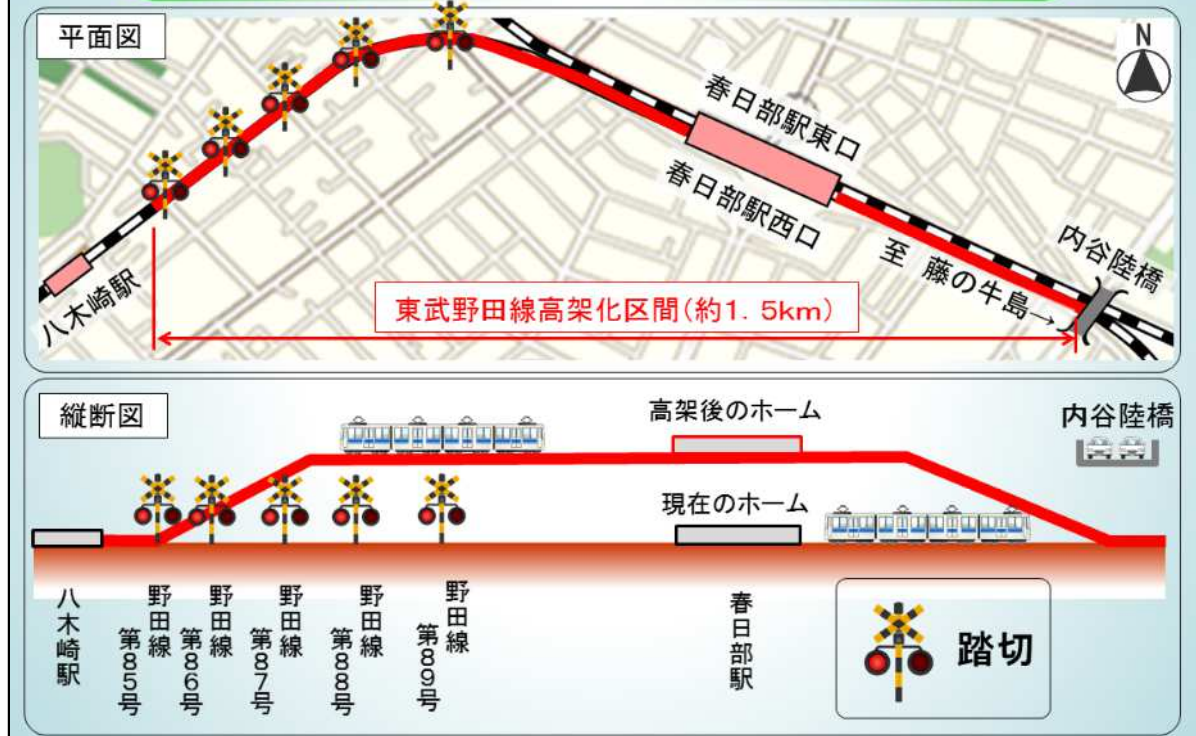 平面図
N
春日部駅東口
春日部駅西口
内谷陸橋
至 藤の牛島→
八木崎駅
東武野田線高架化区間(約1．5km)
縦断図
高架後のホーム
内谷陸橋
現在のホーム
八木崎駅
野田線
第85号
野田線
第86号
野田線
第87号
野田線
第88号
野田線
第89号
春日部駅
踏切